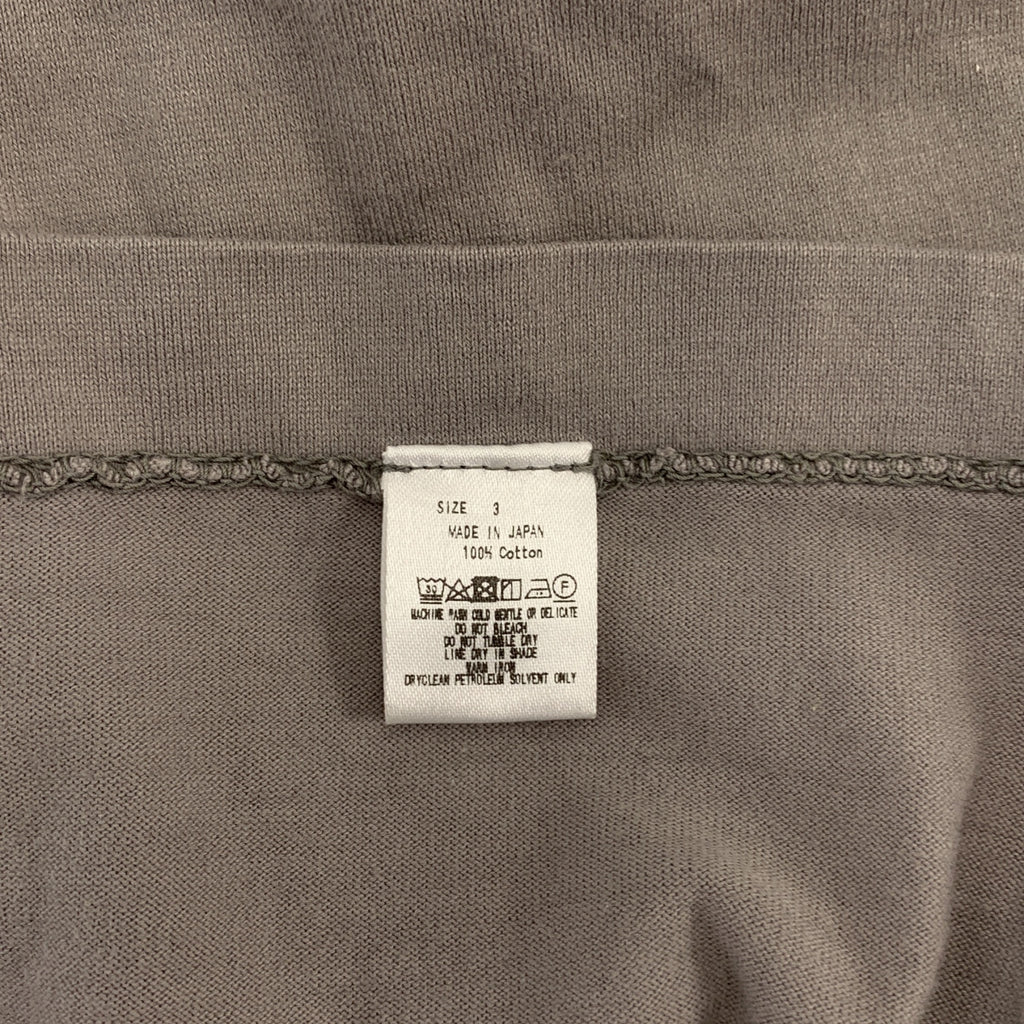 SIZE 3
MADE IN JAPAN
100% Cotton
30 F
MACHINE WASH COLD GENTLE OR DELICATE
DO NOT BLEACH
DO NOT TUMBLE DRY
LINE DRY IN SHADE
WARM IRON
DRYCLEAN PETROLEUM SOLVENT ONLY